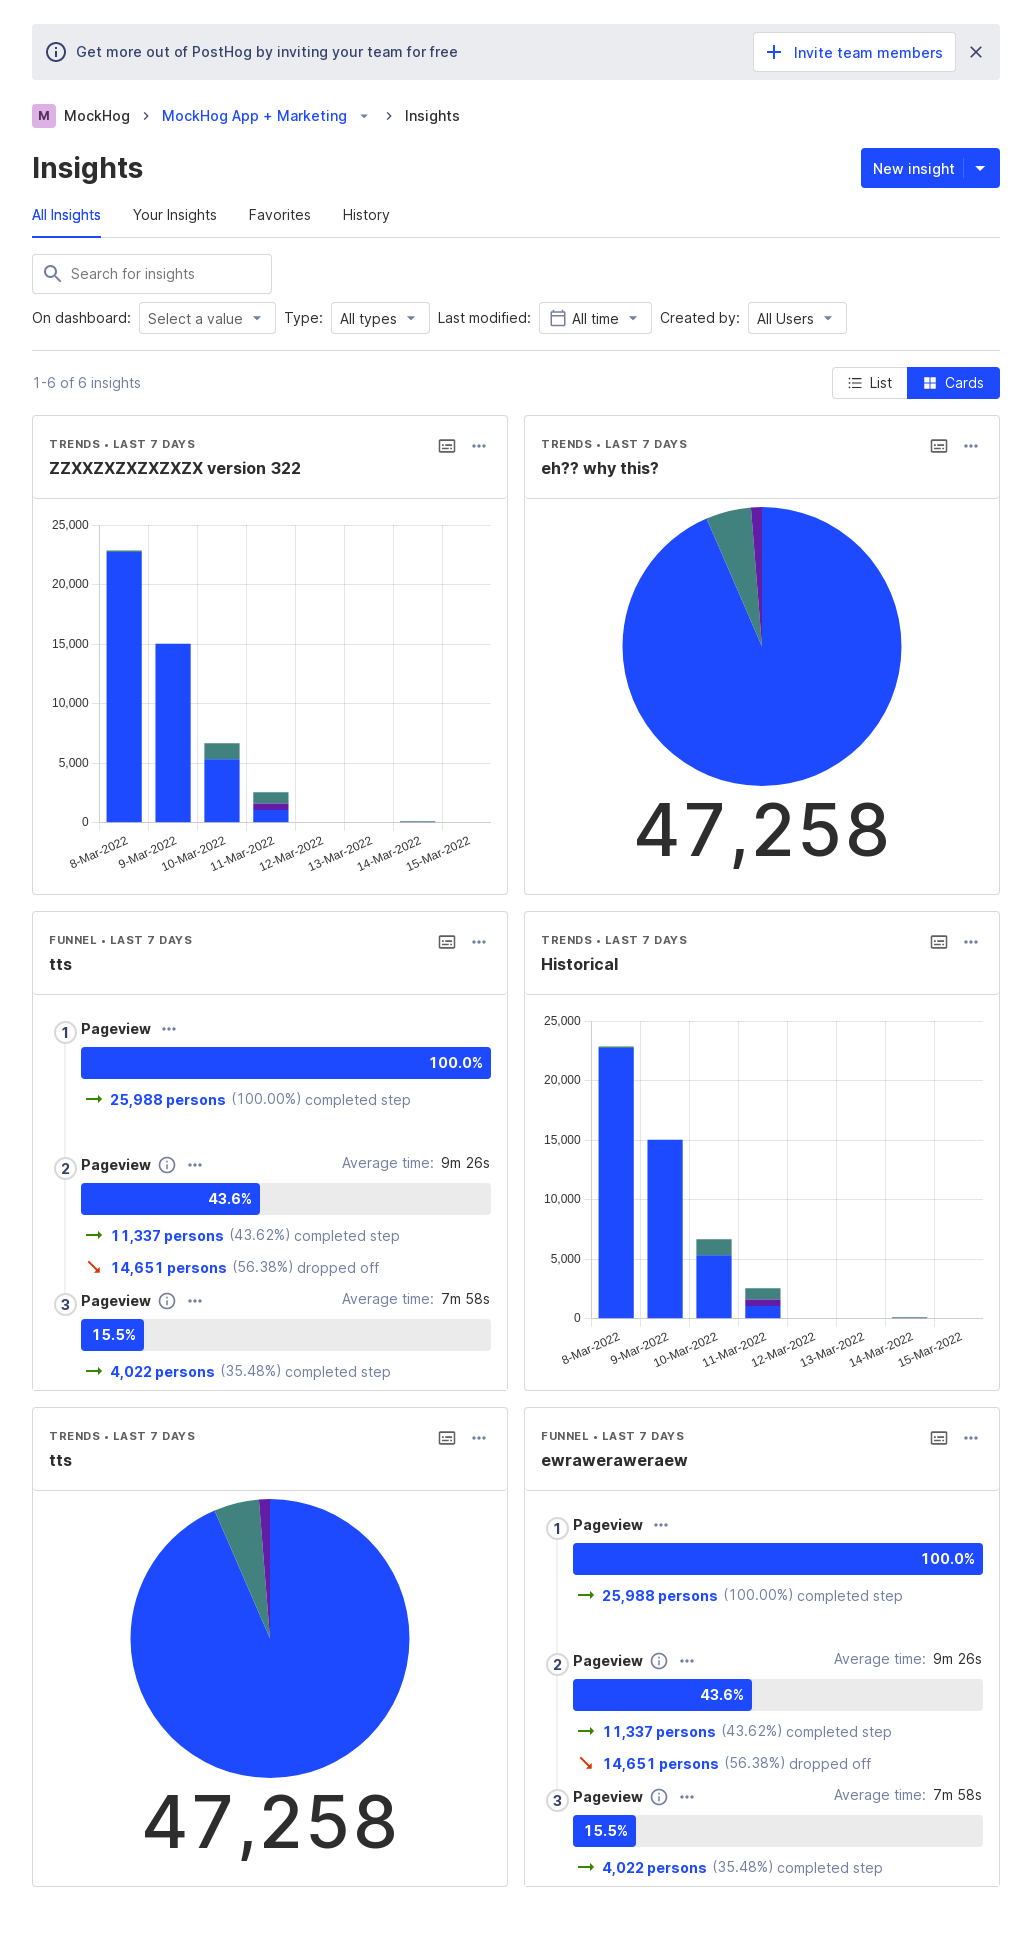 Get more out of PostHog by inviting your team for free
Invite team members
M MockHog MockHog App + Marketing Insights
Insights
New insight
All Insights Your Insights Favorites History
Search for insights
On dashboard: Select a value Type: All types Last modified: All time Created by: All Users
1-6 of 6 insights
List Cards
TRENDS • LAST 7 DAYS
ZZXXZXZXZXZXZX version 322
25,000
20,000
15,000
10,000
5,000
0
8-Mar-2022 9-Mar-2022 10-Mar-2022 11-Mar-2022 12-Mar-2022 13-Mar-2022 14-Mar-2022 15-Mar-2022
TRENDS • LAST 7 DAYS
eh?? why this?
47,258
FUNNEL • LAST 7 DAYS
tts
1 Pageview
100.0%
25,988 persons (100.00%) completed step
2 Pageview Average time: 9m 26s
43.6%
11,337 persons (43.62%) completed step
14,651 persons (56.38%) dropped off
3 Pageview Average time: 7m 58s
15.5%
4,022 persons (35.48%) completed step
TRENDS • LAST 7 DAYS
Historical
25,000
20,000
15,000
10,000
5,000
0
8-Mar-2022 9-Mar-2022 10-Mar-2022 11-Mar-2022 12-Mar-2022 13-Mar-2022 14-Mar-2022 15-Mar-2022
TRENDS • LAST 7 DAYS
tts
47,258
FUNNEL • LAST 7 DAYS
ewraweraweraew
1 Pageview
100.0%
25,988 persons (100.00%) completed step
2 Pageview Average time: 9m 26s
43.6%
11,337 persons (43.62%) completed step
14,651 persons (56.38%) dropped off
3 Pageview Average time: 7m 58s
15.5%
4,022 persons (35.48%) completed step